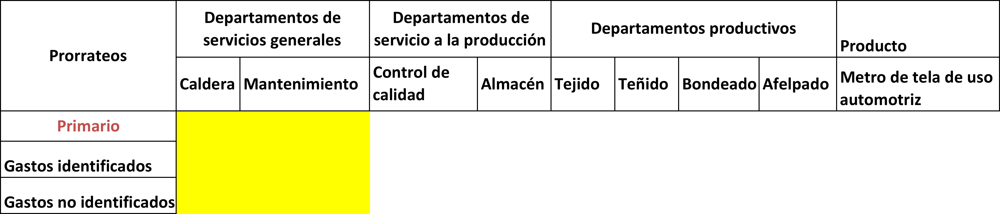 Prorrateos
Departamentos de
servicios generales
Departamentos de
servicio a la producción
Departamentos productivos
Producto
Caldera
Mantenimiento
Control de
calidad
Almacén
Tejido
Teñido
Bondeado
Afelpado
Metro de tela de uso
automotriz
Primario
Gastos identificados
Gastos no identificados